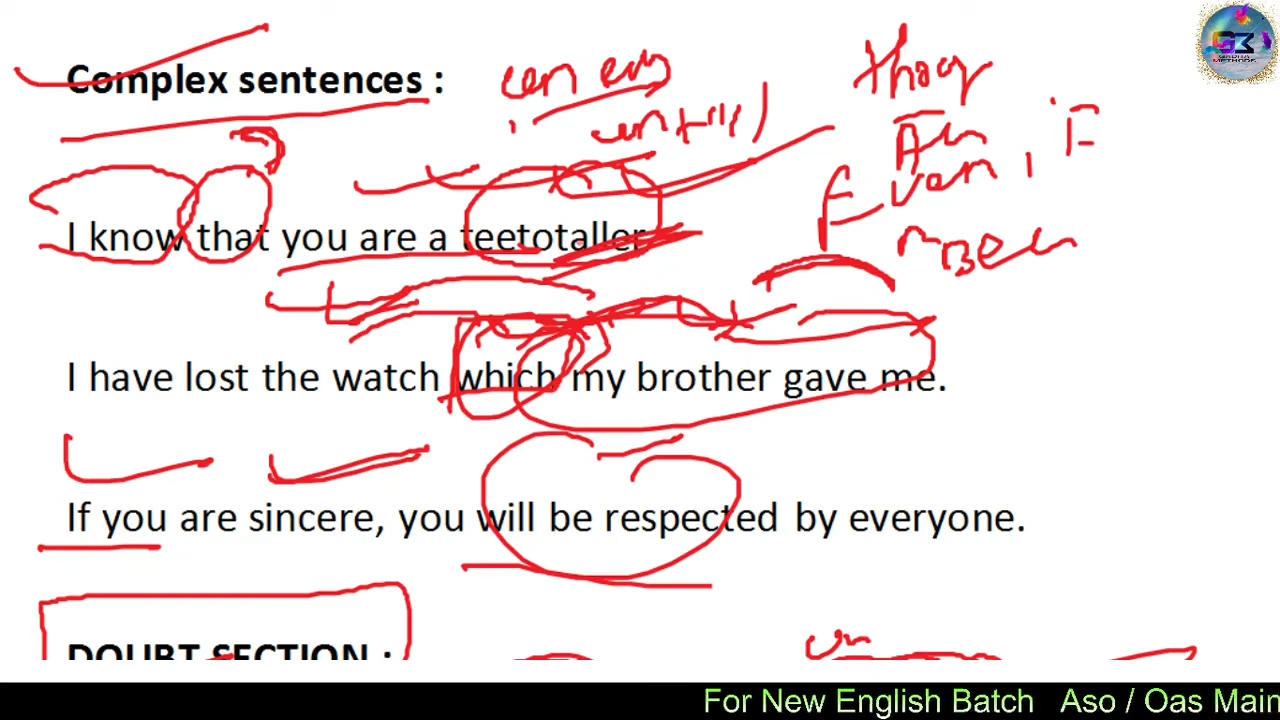 Complex sentences :
until
I know that you are a teetotaller
I have lost the watch which my brother gave me.
If you are sincere, you will be respected by everyone.
DOUBT SECTION :
For New English Batch Aso / Oas Main